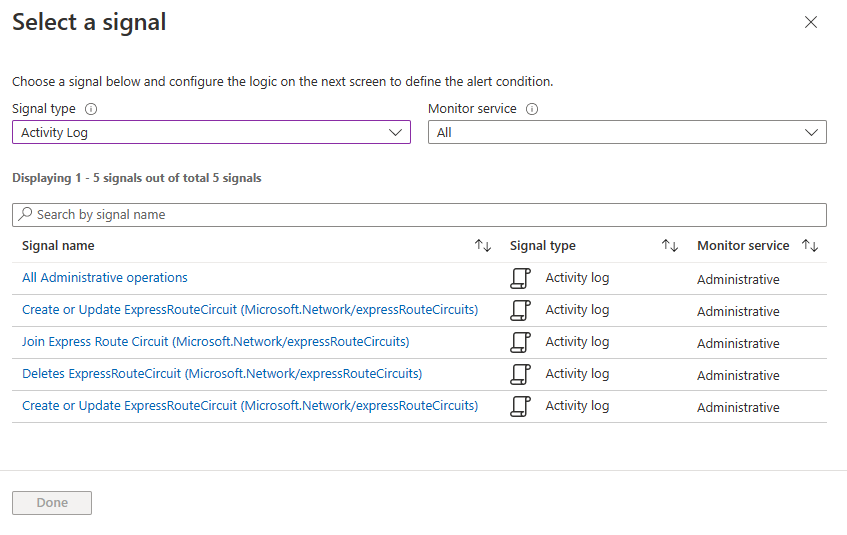 Select a signal
Choose a signal below and configure the logic on the next screen to define the alert condition.
Signal type Monitor service
Activity Log All
Displaying 1 - 5 signals out of total 5 signals
Search by signal name
Signal name Signal type Monitor service
All Administrative operations Activity log Administrative
Create or Update ExpressRouteCircuit (Microsoft.Network/expressRouteCircuits) Activity log Administrative
Join Express Route Circuit (Microsoft.Network/expressRouteCircuits) Activity log Administrative
Deletes ExpressRouteCircuit (Microsoft.Network/expressRouteCircuits) Activity log Administrative
Create or Update ExpressRouteCircuit (Microsoft.Network/expressRouteCircuits) Activity log Administrative
Done